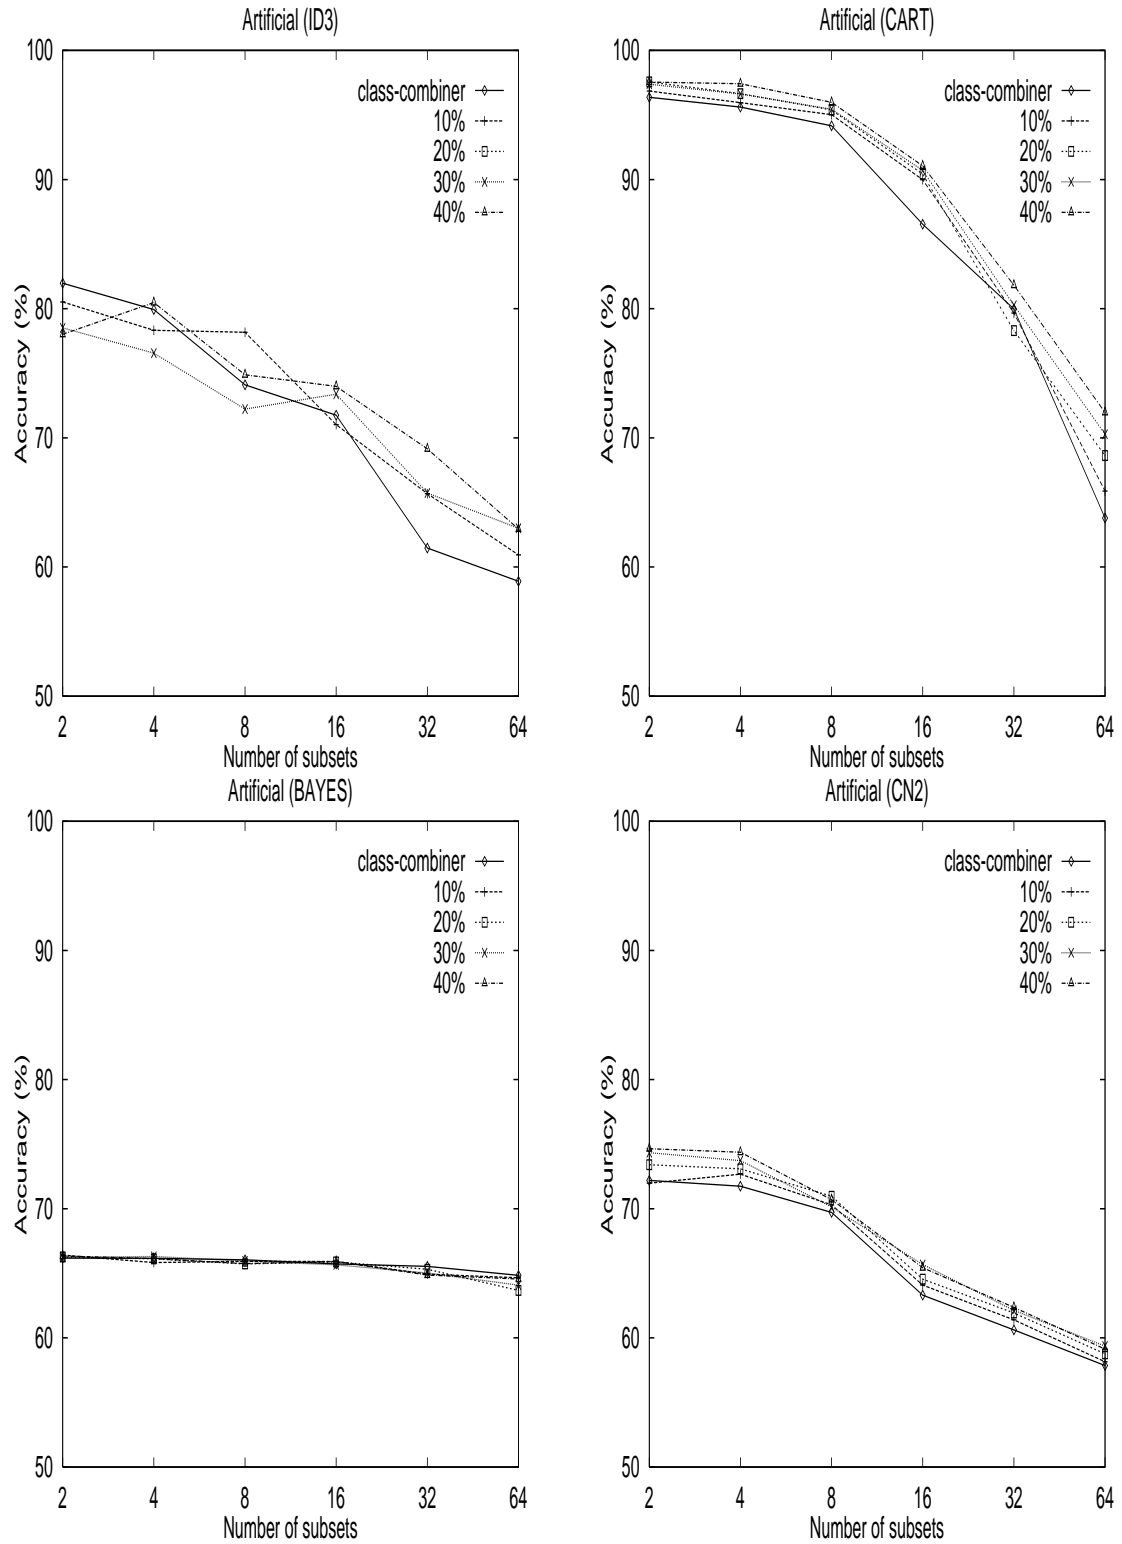 Artificial (ID3)
100
90
80
70
60
50
Accuracy (%)
class-combiner
10%
20%
30%
40%
2 4 8 16 32 64
Number of subsets
Artificial (CART)
100
90
80
70
60
50
Accuracy (%)
class-combiner
10%
20%
30%
40%
2 4 8 16 32 64
Number of subsets
Artificial (BAYES)
100
90
80
70
60
50
Accuracy (%)
class-combiner
10%
20%
30%
40%
2 4 8 16 32 64
Number of subsets
Artificial (CN2)
100
90
80
70
60
50
Accuracy (%)
class-combiner
10%
20%
30%
40%
2 4 8 16 32 64
Number of subsets